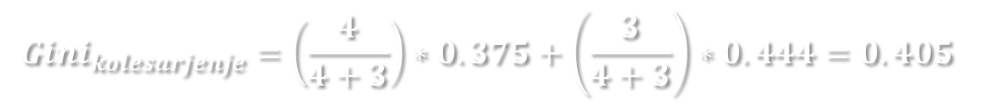 Gini_kolesarjenje = (4/(4 + 3)) * 0.375 + (3/(4 + 3)) * 0.444 = 0.405